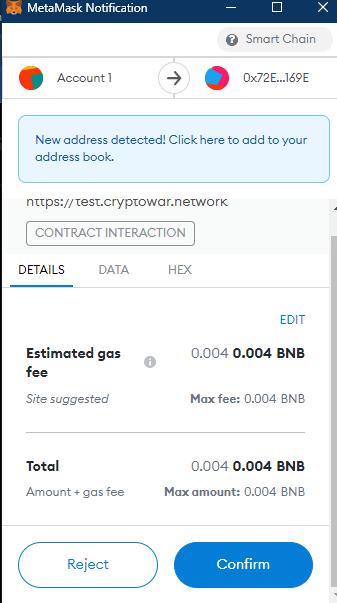 MetaMask Notification
Smart Chain
Account 1
0x72E...169E
New address detected! Click here to add to your
address book.
https://test.cryptowar.network
CONTRACT INTERACTION
DETAILS DATA HEX
EDIT
Estimated gas
fee
0.004 0.004 BNB
Site suggested
Max fee: 0.004 BNB
Total
0.004 0.004 BNB
Amount + gas fee
Max amount: 0.004 BNB
Reject
Confirm